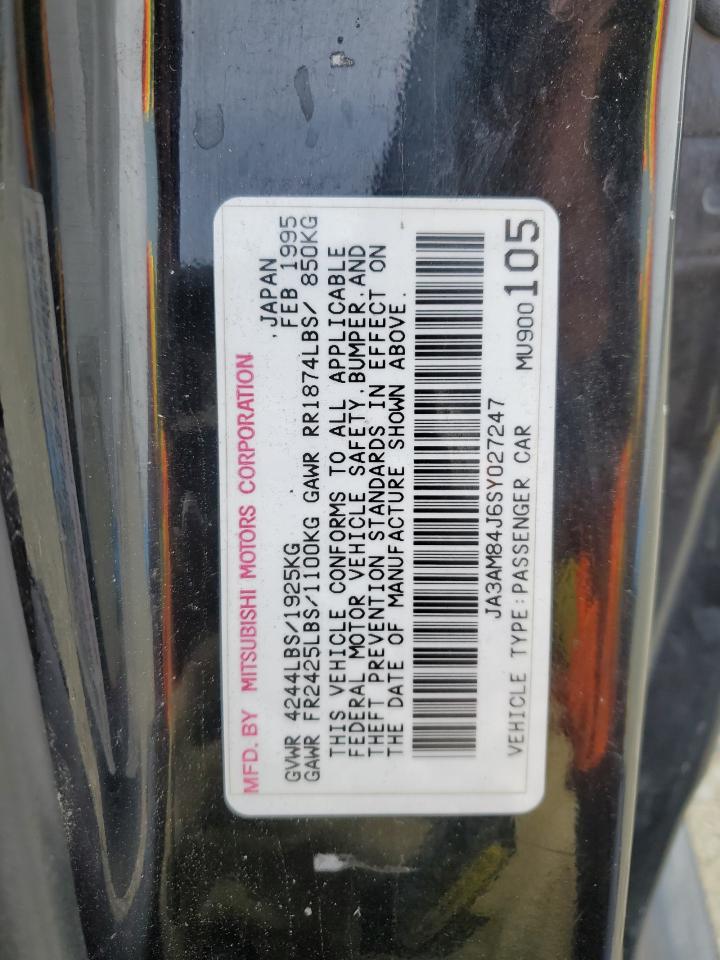 MFD. BY MITSUBISHI MOTORS CORPORATION, JAPAN
FEB 1995
GVWR 4244LBS/1925KG
GAWR FR2425LBS/1100KG GAWR RR1874LBS/ 850KG
THIS VEHICLE CONFORMS TO ALL APPLICABLE
FEDERAL MOTOR VEHICLE SAFETY,BUMPER,AND
THEFT PREVENTION STANDARDS IN EFFECT ON
THE DATE OF MANUFACTURE SHOWN ABOVE.
JA3AM84J6SY027247
VEHICLE TYPE:PASSENGER CAR MU900105